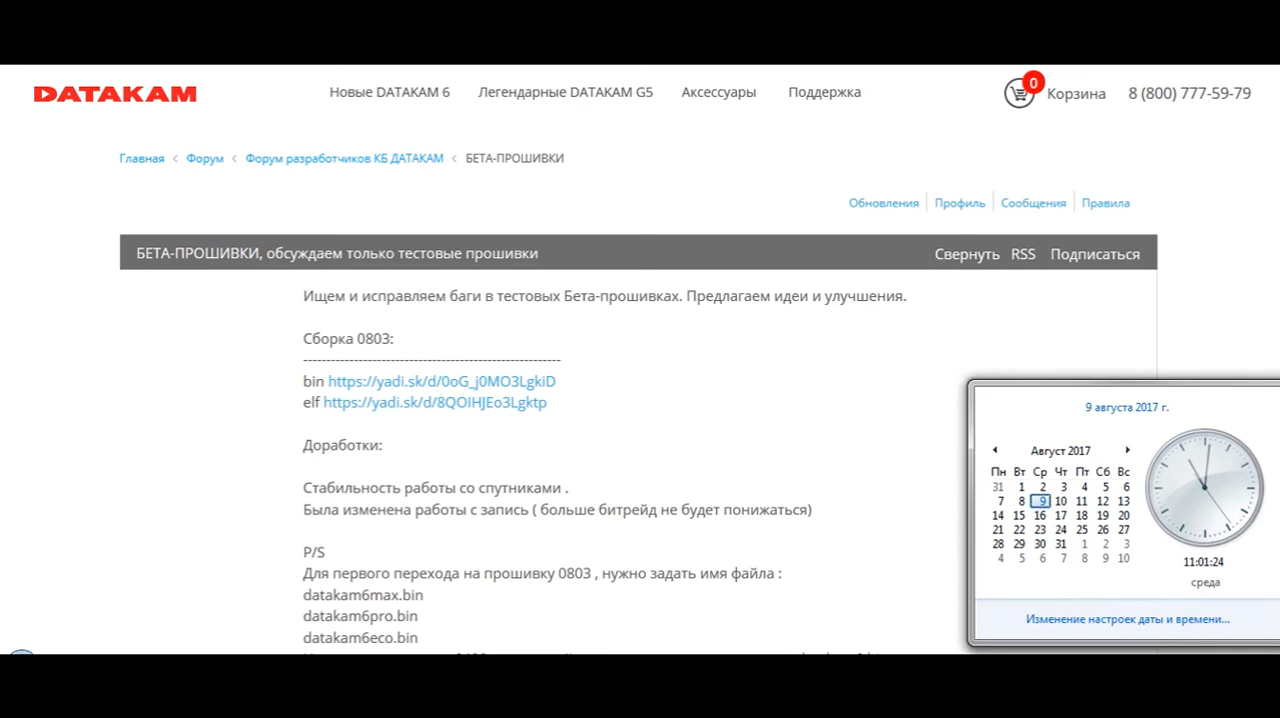 DATAKAM
Новые DATAKAM 6 Легендарные DATAKAM G5 Аксессуары Поддержка
0
Корзина 8 (800) 777-59-79
Главная < Форум < Форум разработчиков КБ ДАТАКАМ < БЕТА-ПРОШИВКИ
Обновления Профиль Сообщения Правила
БЕТА-ПРОШИВКИ, обсуждаем только тестовые прошивки
Свернуть RSS Подписаться
Ищем и исправляем баги в тестовых Бета-прошивках. Предлагаем идеи и улучшения.
Сборка 0803:
-------------------------------------------------------
bin https://yadi.sk/d/0oG_j0MO3LgkiD
elf https://yadi.sk/d/8QOIHJEo3Lgktp
Доработки:
Стабильность работы со спутниками .
Была изменена работы с запись ( больше битрейд не будет понижаться)
P/S
Для первого перехода на прошивку 0803 , нужно задать имя файла :
datakam6max.bin
datakam6pro.bin
datakam6eco.bin
9 августа 2017 г.
Август 2017
Пн Вт Ср Чт Пт Сб Вс
31 1 2 3 4 5 6
7 8 9 10 11 12 13
14 15 16 17 18 19 20
21 22 23 24 25 26 27
28 29 30 31 1 2 3
4 5 6 7 8 9 10
11:01:24
среда
Изменение настроек даты и времени...